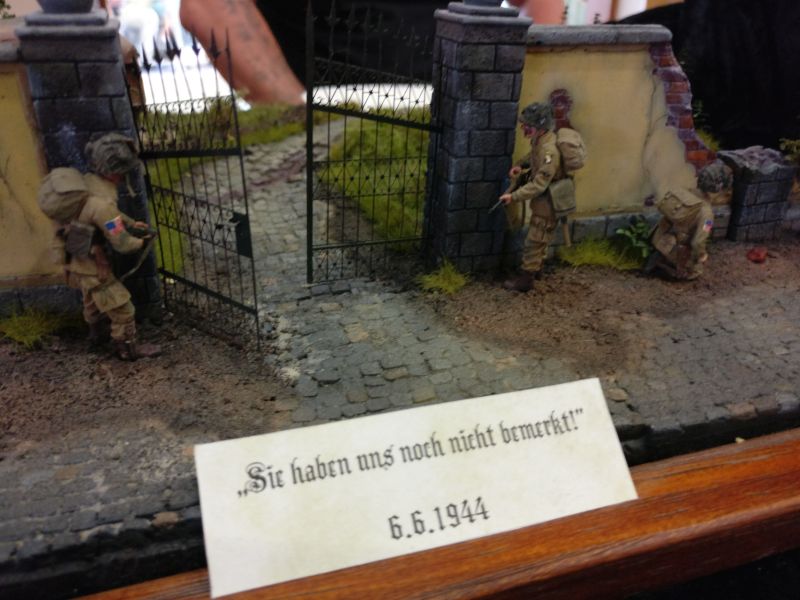 „Sie haben uns noch nicht bemerkt!"
6.6.1944